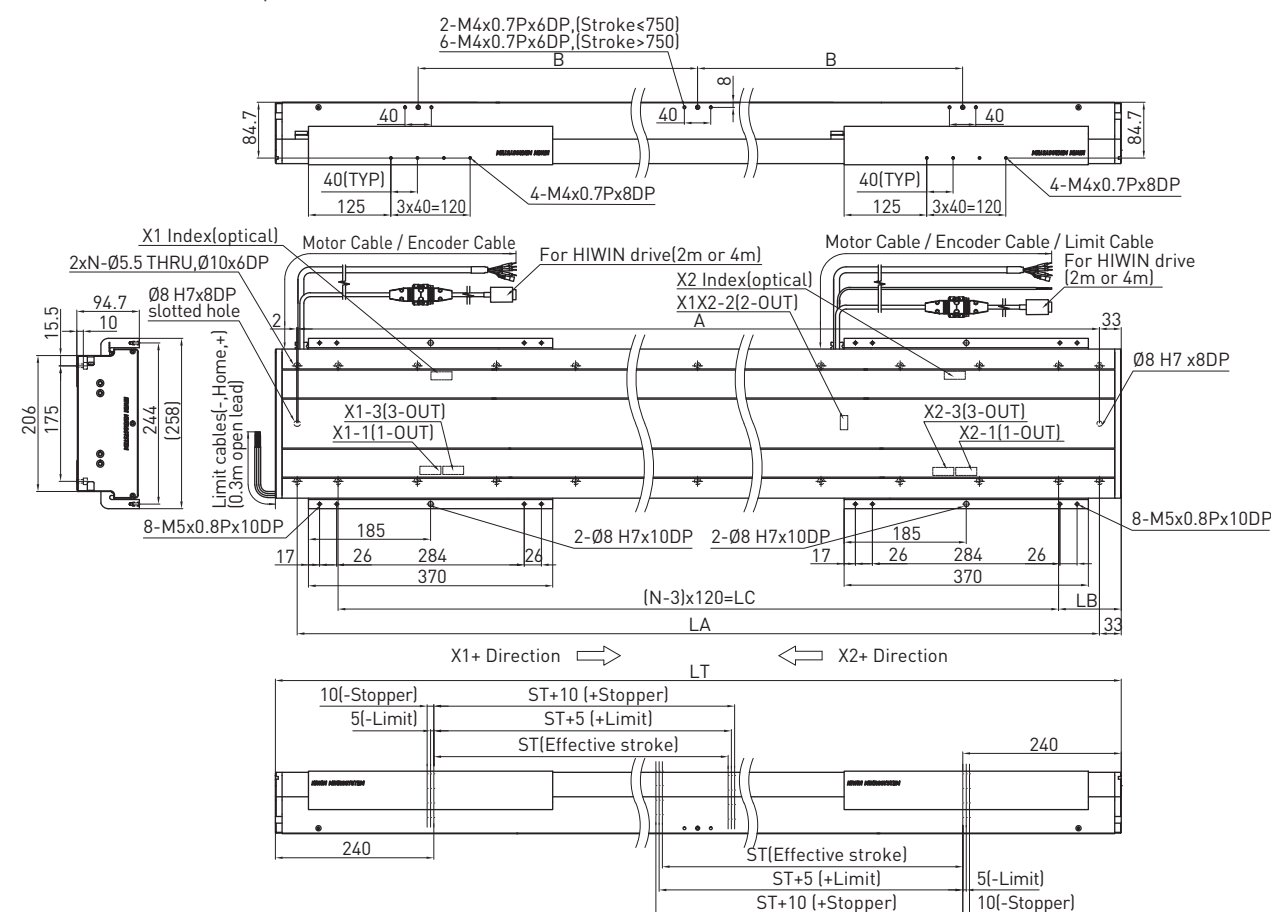 2-M4x0.7Px6DP,(Stroke≤750)
6-M4x0.7Px6DP,(Stroke>750)
B
B
8
84.7
40
40
40
84.7
40(TYP)
4-M4x0.7Px8DP
40(TYP)
4-M4x0.7Px8DP
125
3x40=120
125
3x40=120
X1 Index(optical)
Motor Cable / Encoder Cable
Motor Cable / Encoder Cable / Limit Cable
2xN-Ø5.5 THRU,Ø10x6DP
For HIWIN drive(2m or 4m)
X2 Index(optical)
For HIWIN drive
(2m or 4m)
Ø8 H7x8DP
slotted hole
X1X2-2(2-OUT)
94.7
10
15.5
2
A
33
Ø8 H7 x8DP
206
175
244
(258)
Limit cables(-,Home,+)
(0.3m open lead)
X1-3(3-OUT)
X1-1(1-OUT)
X2-3(3-OUT)
X2-1(1-OUT)
8-M5x0.8Px10DP
185
2-Ø8 H7x10DP
2-Ø8 H7x10DP
185
8-M5x0.8Px10DP
17
26
284
26
17
26
284
26
370
370
(N-3)x120=LC
LB
LA
33
X1+ Direction
X2+ Direction
LT
10(-Stopper)
ST+10 (+Stopper)
5(-Limit)
ST+5 (+Limit)
ST(Effective stroke)
240
240
ST(Effective stroke)
ST+5 (+Limit)
5(-Limit)
ST+10 (+Stopper)
10(-Stopper)